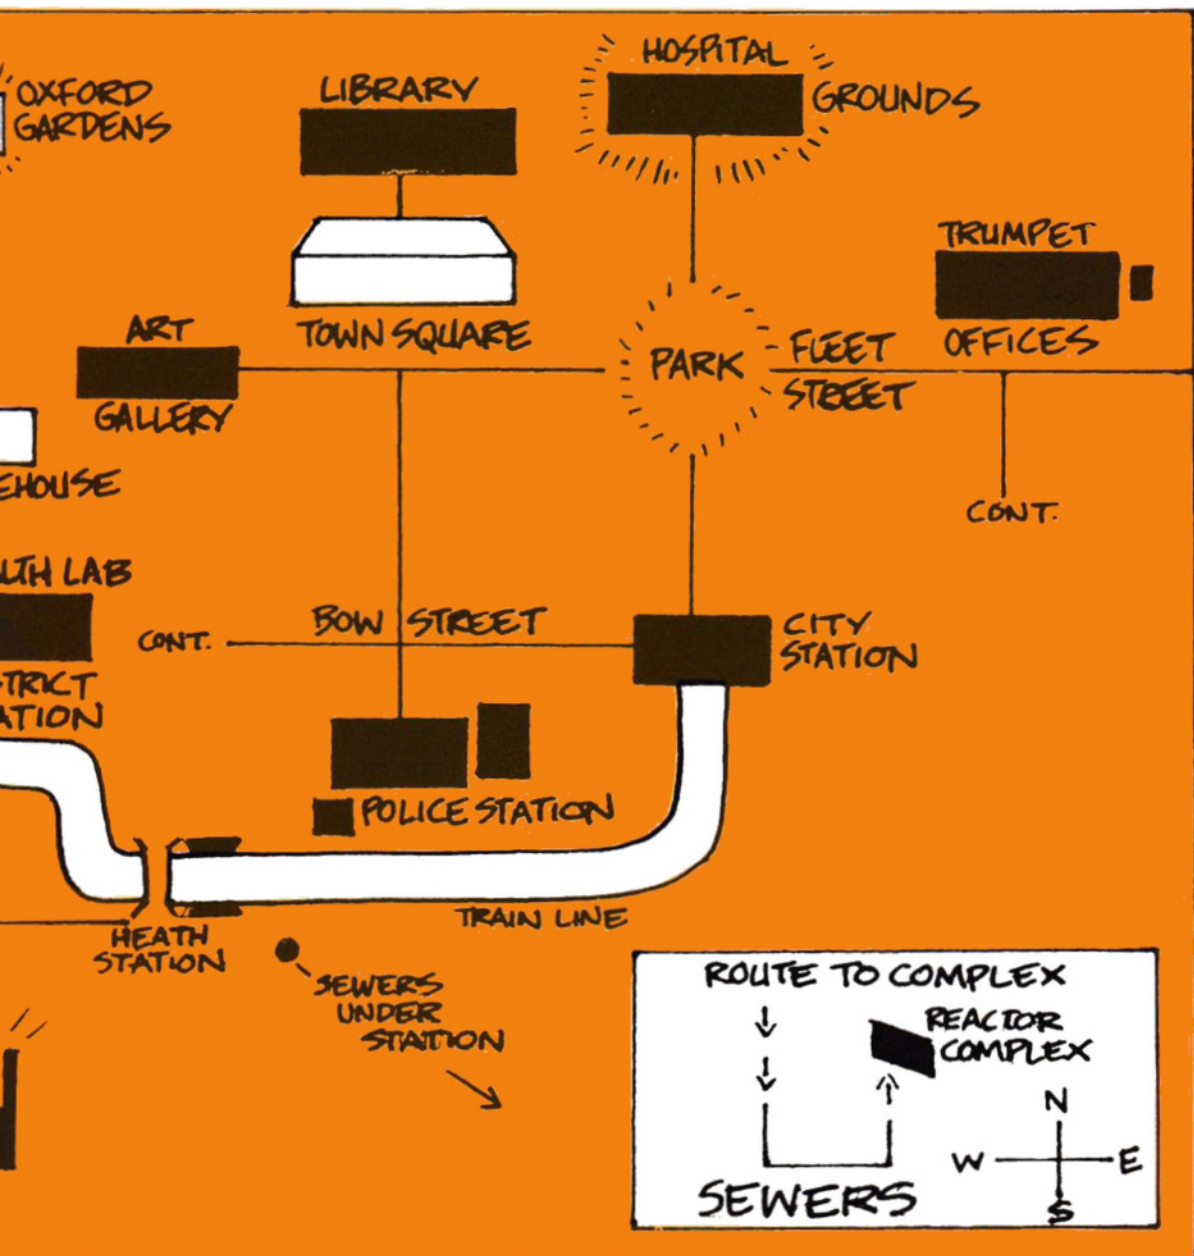 OXFORD
GARDENS
LIBRARY
HOSPITAL
GROUNDS
TRUMPET
OFFICES
ART
GALLERY
TOWN SQUARE
PARK
FLEET
STREET
CONT.
EHOUSE
LTH LAB
TRICT
ATION
CONT.
BOW STREET
CITY
STATION
POLICE STATION
TRAIN LINE
HEATH
STATION
SEWERS
UNDER
STATION
ROUTE TO COMPLEX
REACTOR
COMPLEX
N
W E
S
SEWERS